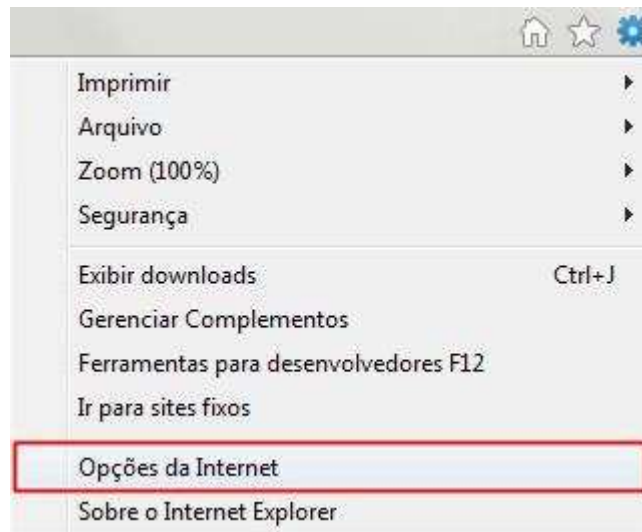 Imprimir
Arquivo
Zoom (100%)
Segurança
Exibir downloads Ctrl+J
Gerenciar Complementos
Ferramentas para desenvolvedores F12
Ir para sites fixos
Opções da Internet
Sobre o Internet Explorer